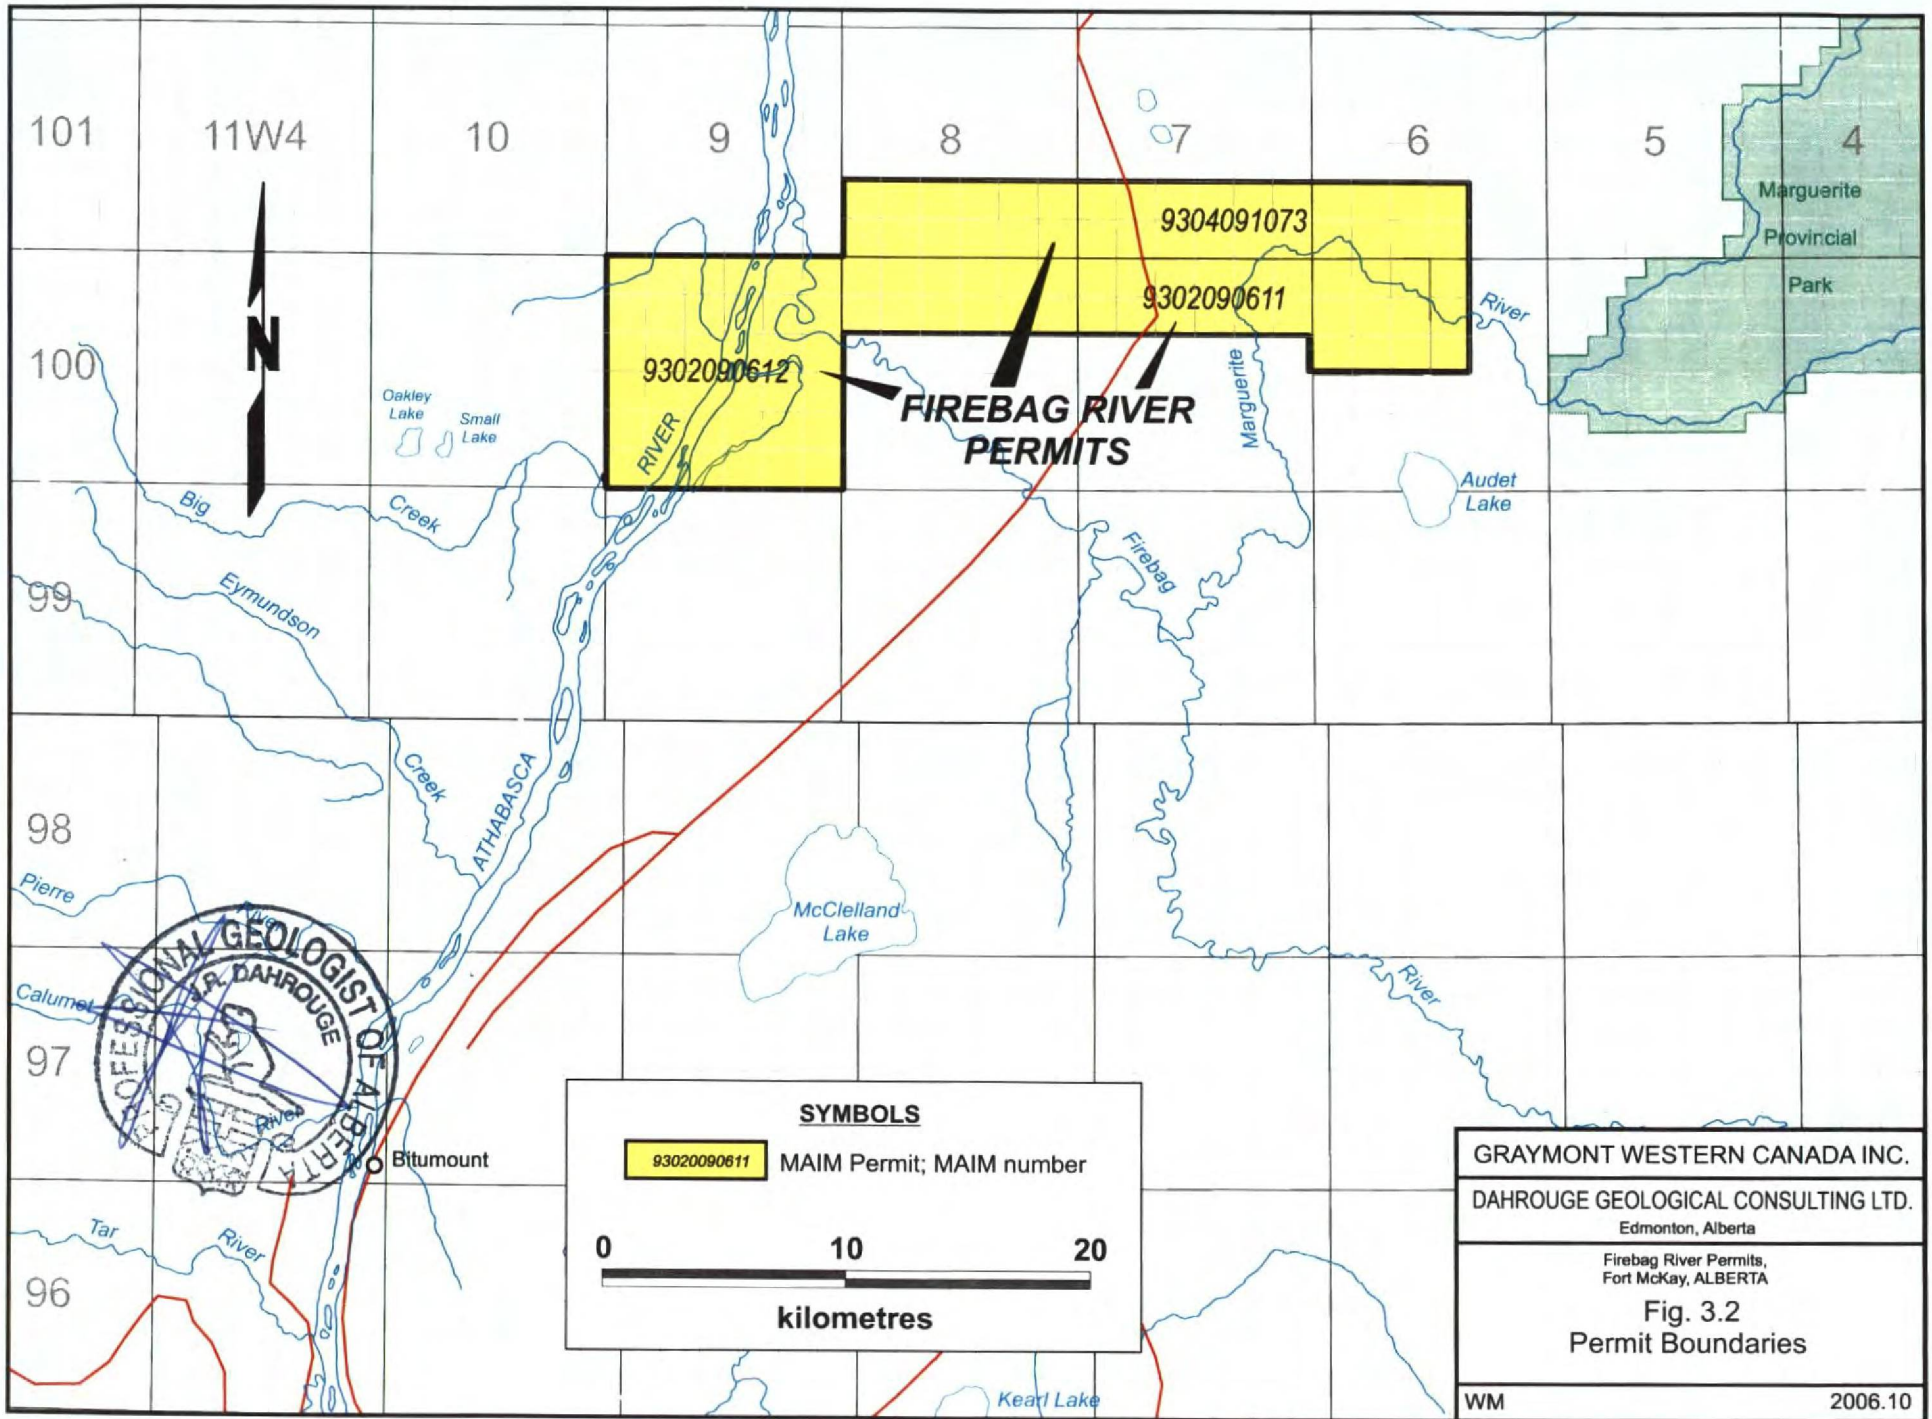 101
11W4
10
9
8
7
6
5
4
Marguerite
Provincial
Park
9304091073
9302090611
River
N
100
9302090612
Oakley
Lake
Small
Lake
RIVER
FIREBAG RIVER
PERMITS
Marguerite
Audet
Lake
Big
Creek
Firebag
99
Eymundson
Creek
ATHABASCA
98
Pierre
River
McClelland
Lake
River
Calumet
River
97
PROFESSIONAL GEOLOGIST OF ALBERTA
J.R. DAHROUGE
Bitumount
Tar
River
96
SYMBOLS
93020090611 MAIM Permit; MAIM number
0 10 20
kilometres
Kearl Lake
GRAYMONT WESTERN CANADA INC.
DAHROUGE GEOLOGICAL CONSULTING LTD.
Edmonton, Alberta
Firebag River Permits,
Fort McKay, ALBERTA
Fig. 3.2
Permit Boundaries
WM 2006.10